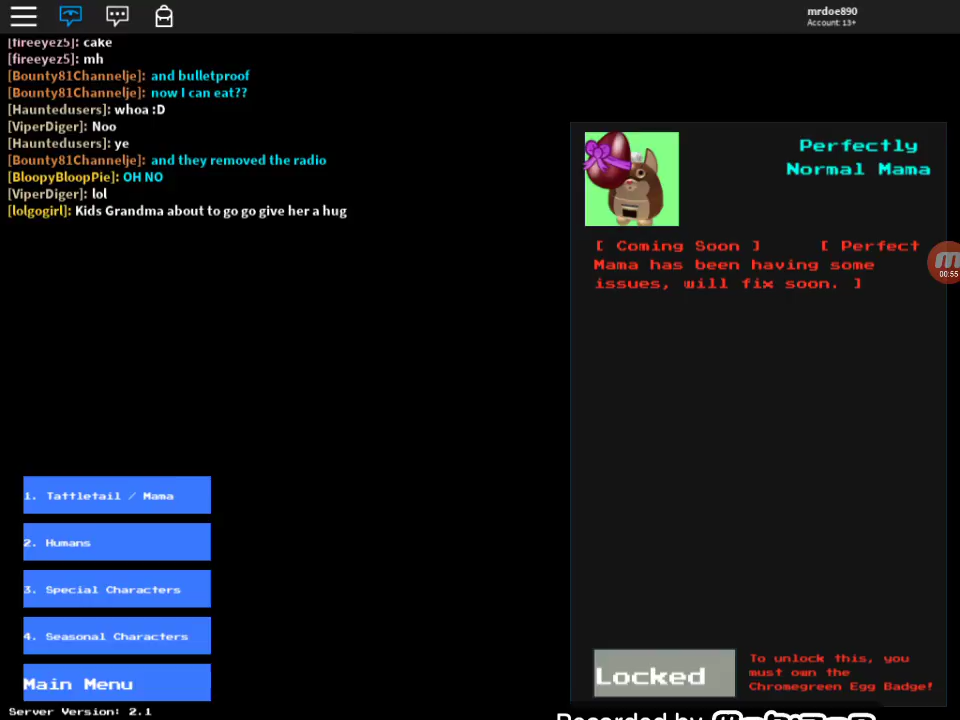 mrdoe890
Account: 13+
[fireeyez5]: cake
[fireeyez5]: mh
[Bounty81Channelje]: and bulletproof
[Bounty81Channelje]: now I can eat??
[Hauntedusers]: whoa :D
[ViperDiger]: Noo
[Hauntedusers]: ye
[Bounty81Channelje]: and they removed the radio
[BloopyBloopPie]: OH NO
[ViperDiger]: lol
[lolgogirl]: Kids Grandma about to go go give her a hug
Perfectly
Normal Mama
[ Coming Soon ] [ Perfect
Mama has been having some
issues, will fix soon. ]
00:55
1. Tattletail / Mama
2. Humans
3. Special Characters
4. Seasonal Characters
Main Menu
Server Version: 2.1
Locked
To unlock this, you
must own the
Chromegreen Egg Badge!
Recorded by